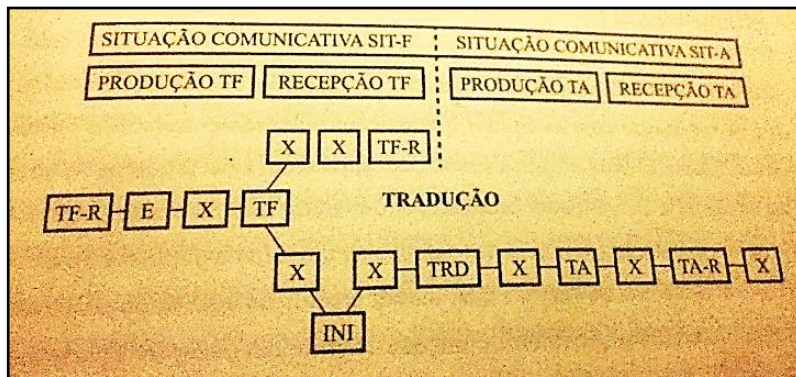 SITUAÇÃO COMUNICATIVA SIT-F SITUAÇÃO COMUNICATIVA SIT-A
PRODUÇÃO TF RECEPÇÃO TF PRODUÇÃO TA RECEPÇÃO TA
X X TF-R
TRADUÇÃO
TF-R E X TF
X X TRD X TA X TA-R X
INI